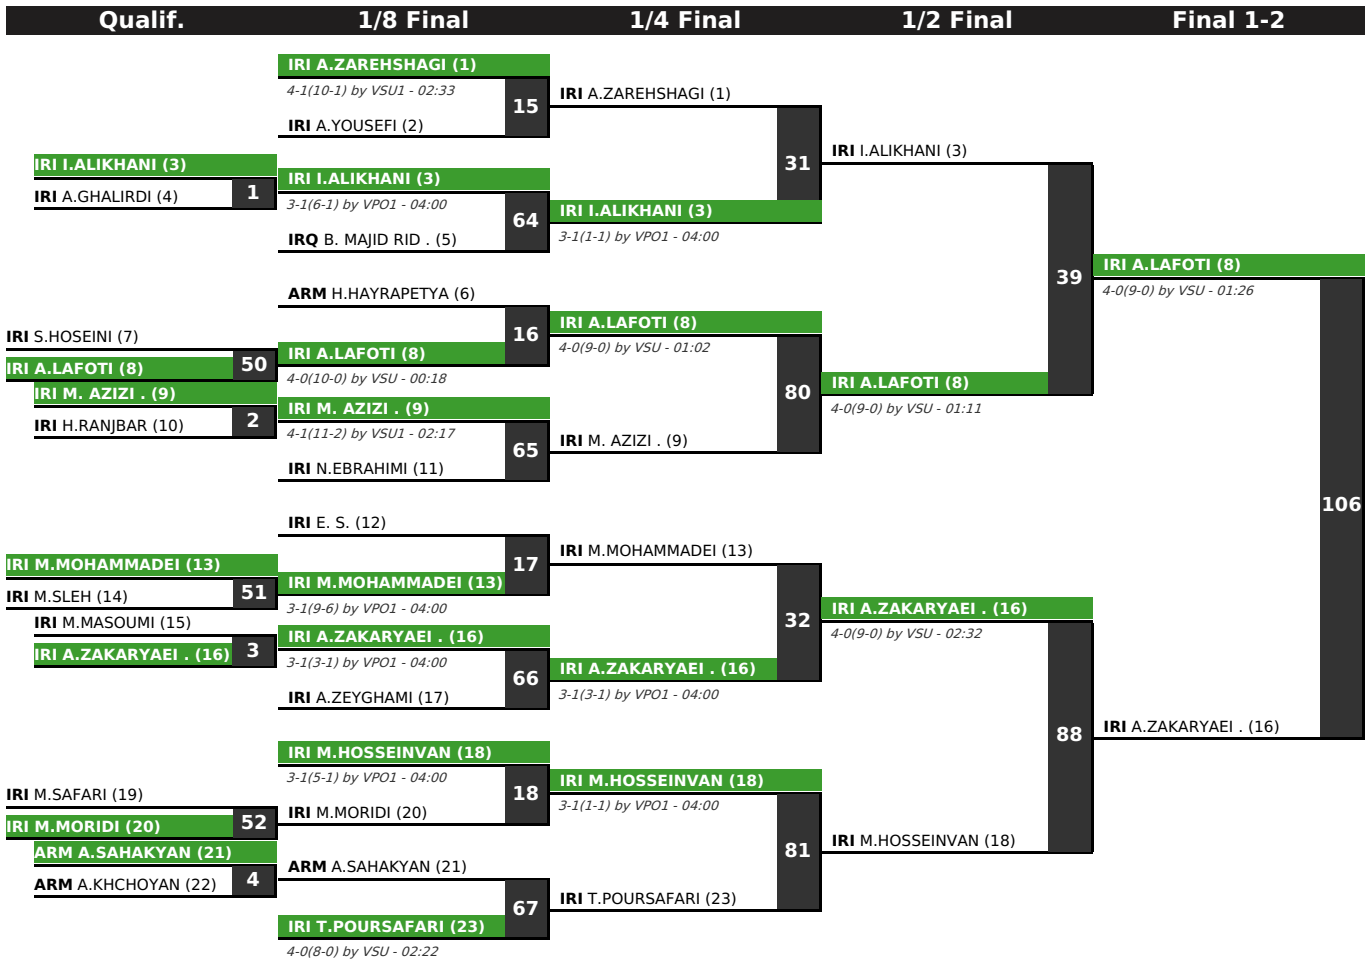 Qualif.
1/8 Final
1/4 Final
1/2 Final
Final 1-2
IRI I.ALIKHANI (3)
IRI A.GHALIRDI (4)
1
IRI S.HOSEINI (7)
IRI A.LAFOTI (8)
50
IRI M. AZIZI . (9)
IRI H.RANJBAR (10)
2
IRI M.MOHAMMADEI (13)
IRI M.SLEH (14)
51
IRI M.MASOUMI (15)
IRI A.ZAKARYAEI . (16)
3
IRI M.SAFARI (19)
IRI M.MORIDI (20)
52
ARM A.SAHAKYAN (21)
ARM A.KHCHOYAN (22)
4
IRI A.ZAREHSHAGI (1)
4-1(10-1) by VSU1 - 02:33
IRI A.YOUSEFI (2)
15
IRI I.ALIKHANI (3)
3-1(6-1) by VPO1 - 04:00
IRQ B. MAJID RID . (5)
64
ARM H.HAYRAPETYA (6)
IRI A.LAFOTI (8)
4-0(10-0) by VSU - 00:18
16
IRI M. AZIZI . (9)
4-1(11-2) by VSU1 - 02:17
IRI N.EBRAHIMI (11)
65
IRI E. S. (12)
IRI M.MOHAMMADEI (13)
3-1(9-6) by VPO1 - 04:00
17
IRI A.ZAKARYAEI . (16)
3-1(3-1) by VPO1 - 04:00
IRI A.ZEYGHAMI (17)
66
IRI M.HOSSEINVAN (18)
3-1(5-1) by VPO1 - 04:00
IRI M.MORIDI (20)
18
ARM A.SAHAKYAN (21)
IRI T.POURSAFARI (23)
4-0(8-0) by VSU - 02:22
67
IRI A.ZAREHSHAGI (1)
IRI I.ALIKHANI (3)
3-1(1-1) by VPO1 - 04:00
31
IRI A.LAFOTI (8)
4-0(9-0) by VSU - 01:02
IRI M. AZIZI . (9)
80
IRI M.MOHAMMADEI (13)
IRI A.ZAKARYAEI . (16)
3-1(3-1) by VPO1 - 04:00
32
IRI M.HOSSEINVAN (18)
3-1(1-1) by VPO1 - 04:00
IRI T.POURSAFARI (23)
81
IRI I.ALIKHANI (3)
IRI A.LAFOTI (8)
4-0(9-0) by VSU - 01:11
39
IRI A.ZAKARYAEI . (16)
4-0(9-0) by VSU - 02:32
IRI M.HOSSEINVAN (18)
88
IRI A.LAFOTI (8)
4-0(9-0) by VSU - 01:26
IRI A.ZAKARYAEI . (16)
106